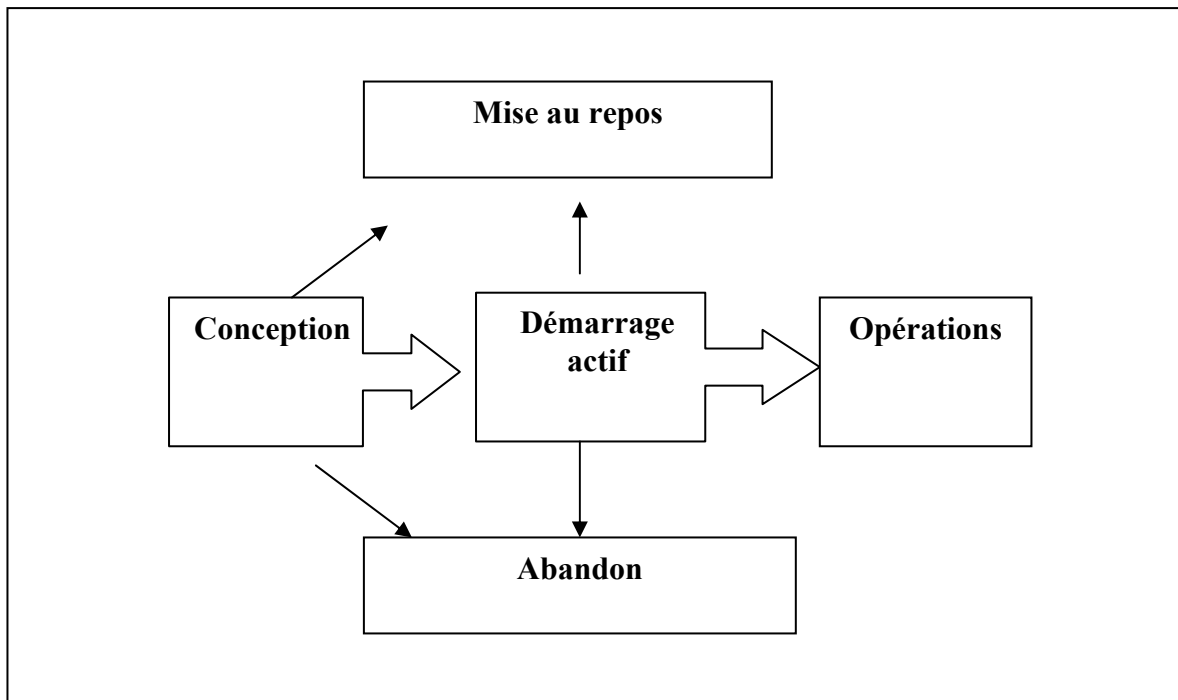 Mise au repos
Conception
Démarrage
actif
Opérations
Abandon